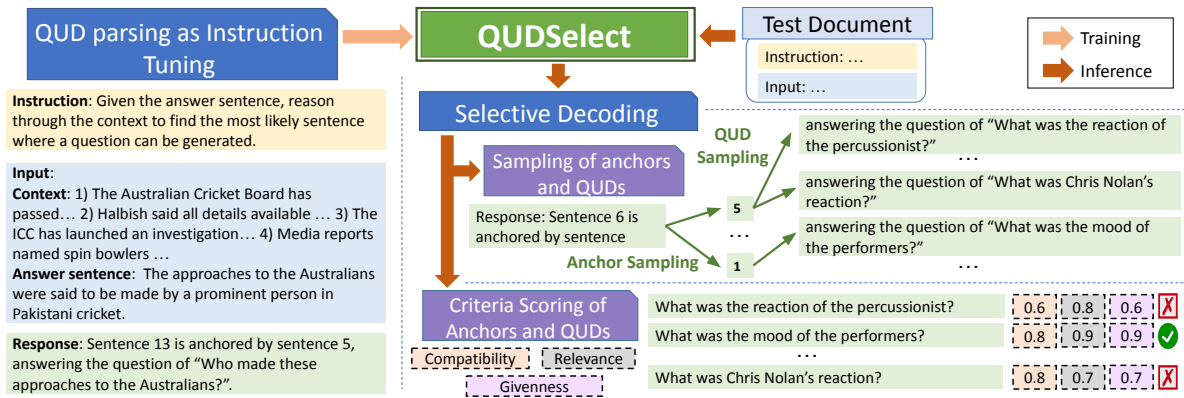 QUD parsing as Instruction
Tuning
Instruction: Given the answer sentence, reason
through the context to find the most likely sentence
where a question can be generated.
Input:
Context: 1) The Australian Cricket Board has
passed… 2) Halbish said all details available … 3) The
ICC has launched an investigation… 4) Media reports
named spin bowlers …
Answer sentence: The approaches to the Australians
were said to be made by a prominent person in
Pakistani cricket.
Response: Sentence 13 is anchored by sentence 5,
answering the question of “Who made these
approaches to the Australians?”.
QUDSelect
Test Document
Instruction: …
Input: …
Training
Inference
Selective Decoding
Sampling of anchors
and QUDs
Response: Sentence 6 is
anchored by sentence
QUD
Sampling
Anchor Sampling
5
…
1
answering the question of “What was the reaction of
the percussionist?”
…
answering the question of “What was Chris Nolan’s
reaction?”
answering the question of “What was the mood of
the performers?”
…
Criteria Scoring of
Anchors and QUDs
Compatibility
Relevance
Givenness
What was the reaction of the percussionist? 0.6 0.8 0.6
What was the mood of the performers? 0.8 0.9 0.9
…
What was Chris Nolan’s reaction? 0.8 0.7 0.7